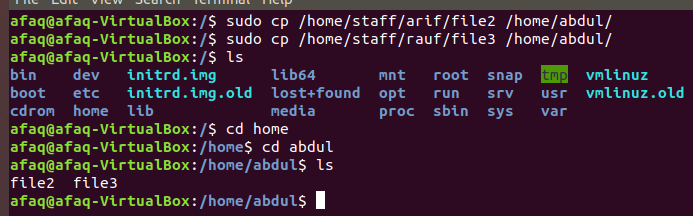 File Edit View Search Terminal Help
afaq@afaq-VirtualBox:/$ sudo cp /home/staff/arif/file2 /home/abdul/
afaq@afaq-VirtualBox:/$ sudo cp /home/staff/rauf/file3 /home/abdul/
afaq@afaq-VirtualBox:/$ ls
bin dev initrd.img lib64 mnt root snap tmp vmlinuz
boot etc initrd.img.old lost+found opt run srv usr vmlinuz.old
cdrom home lib media proc sbin sys var
afaq@afaq-VirtualBox:/$ cd home
afaq@afaq-VirtualBox:/home$ cd abdul
afaq@afaq-VirtualBox:/home/abdul$ ls
file2 file3
afaq@afaq-VirtualBox:/home/abdul$